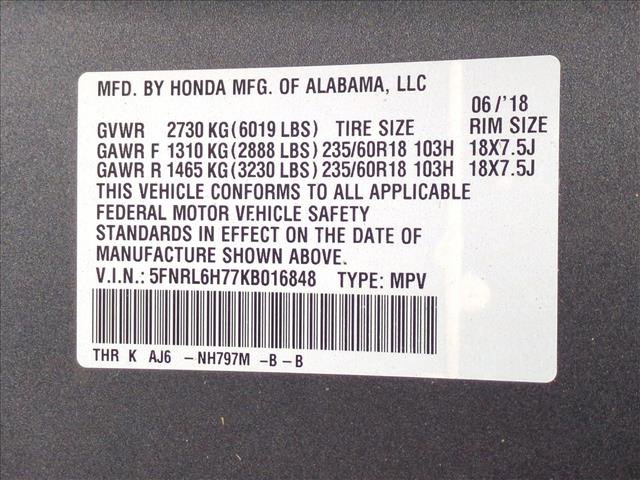 MFD. BY HONDA MFG. OF ALABAMA, LLC
06/'18
GVWR 2730 KG(6019 LBS) TIRE SIZE RIM SIZE
GAWR F 1310 KG(2888 LBS) 235/60R18 103H 18X7.5J
GAWR R 1465 KG(3230 LBS) 235/60R18 103H 18X7.5J
THIS VEHICLE CONFORMS TO ALL APPLICABLE
FEDERAL MOTOR VEHICLE SAFETY
STANDARDS IN EFFECT ON THE DATE OF
MANUFACTURE SHOWN ABOVE.
V.I.N.: 5FNRL6H77KB016848 TYPE: MPV
THR K AJ6 -NH797M -B-B